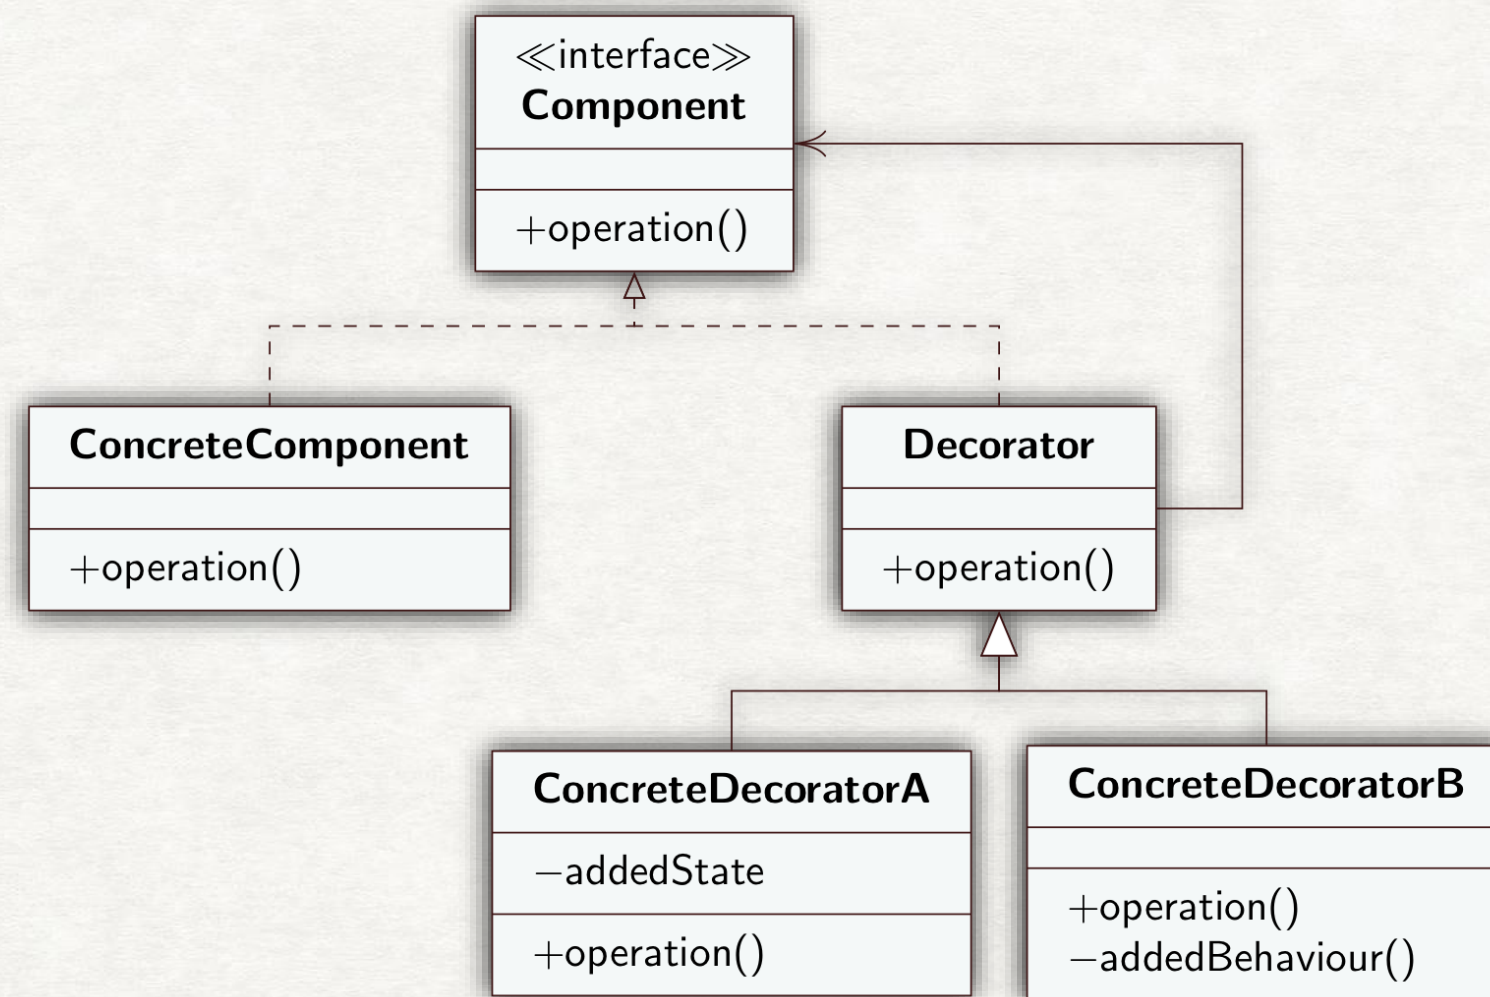 ≪interface≫
Component
+operation()
ConcreteComponent
+operation()
Decorator
+operation()
ConcreteDecoratorA
−addedState
+operation()
ConcreteDecoratorB
+operation()
−addedBehaviour()